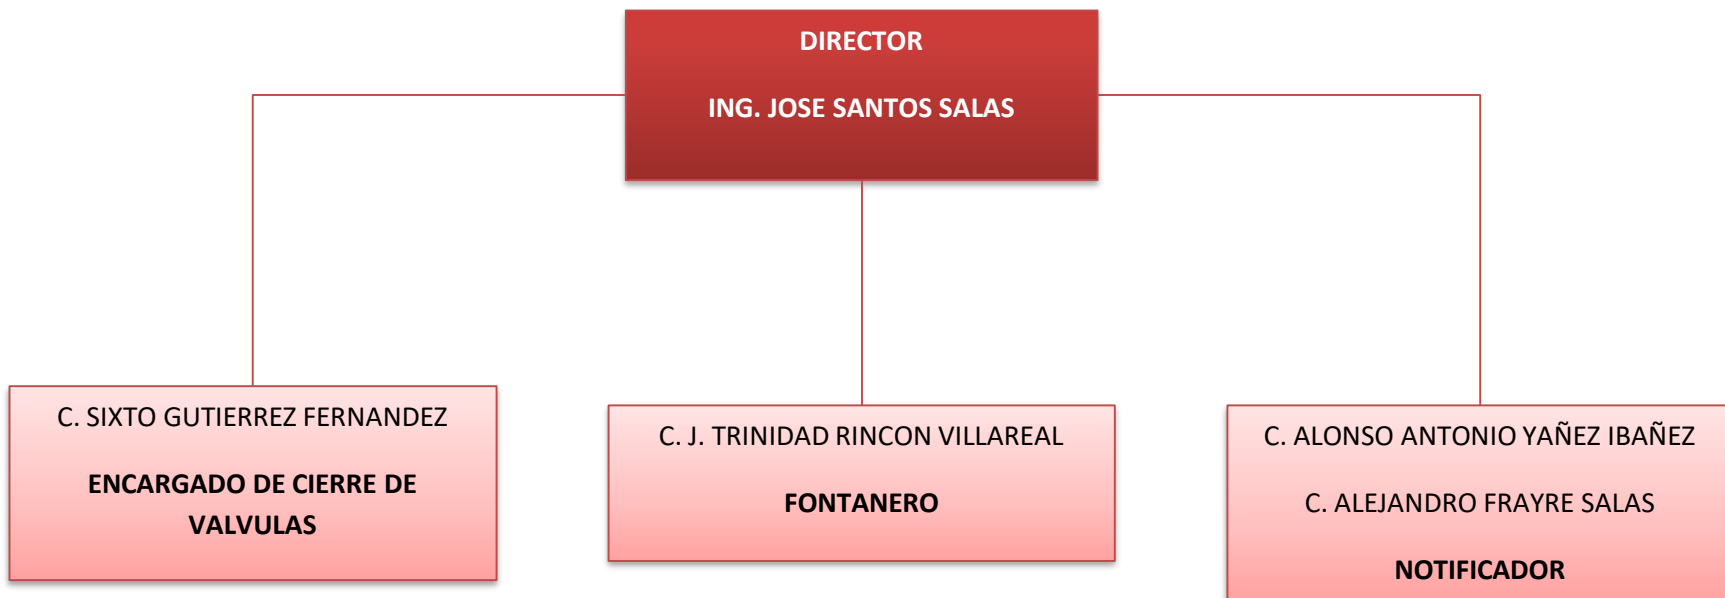 DIRECTOR
ING. JOSE SANTOS SALAS
C. SIXTO GUTIERREZ FERNANDEZ
ENCARGADO DE CIERRE DE
VALVULAS
C. J. TRINIDAD RINCON VILLAREAL
FONTANERO
C. ALONSO ANTONIO YAÑEZ IBAÑEZ
C. ALEJANDRO FRAYRE SALAS
NOTIFICADOR